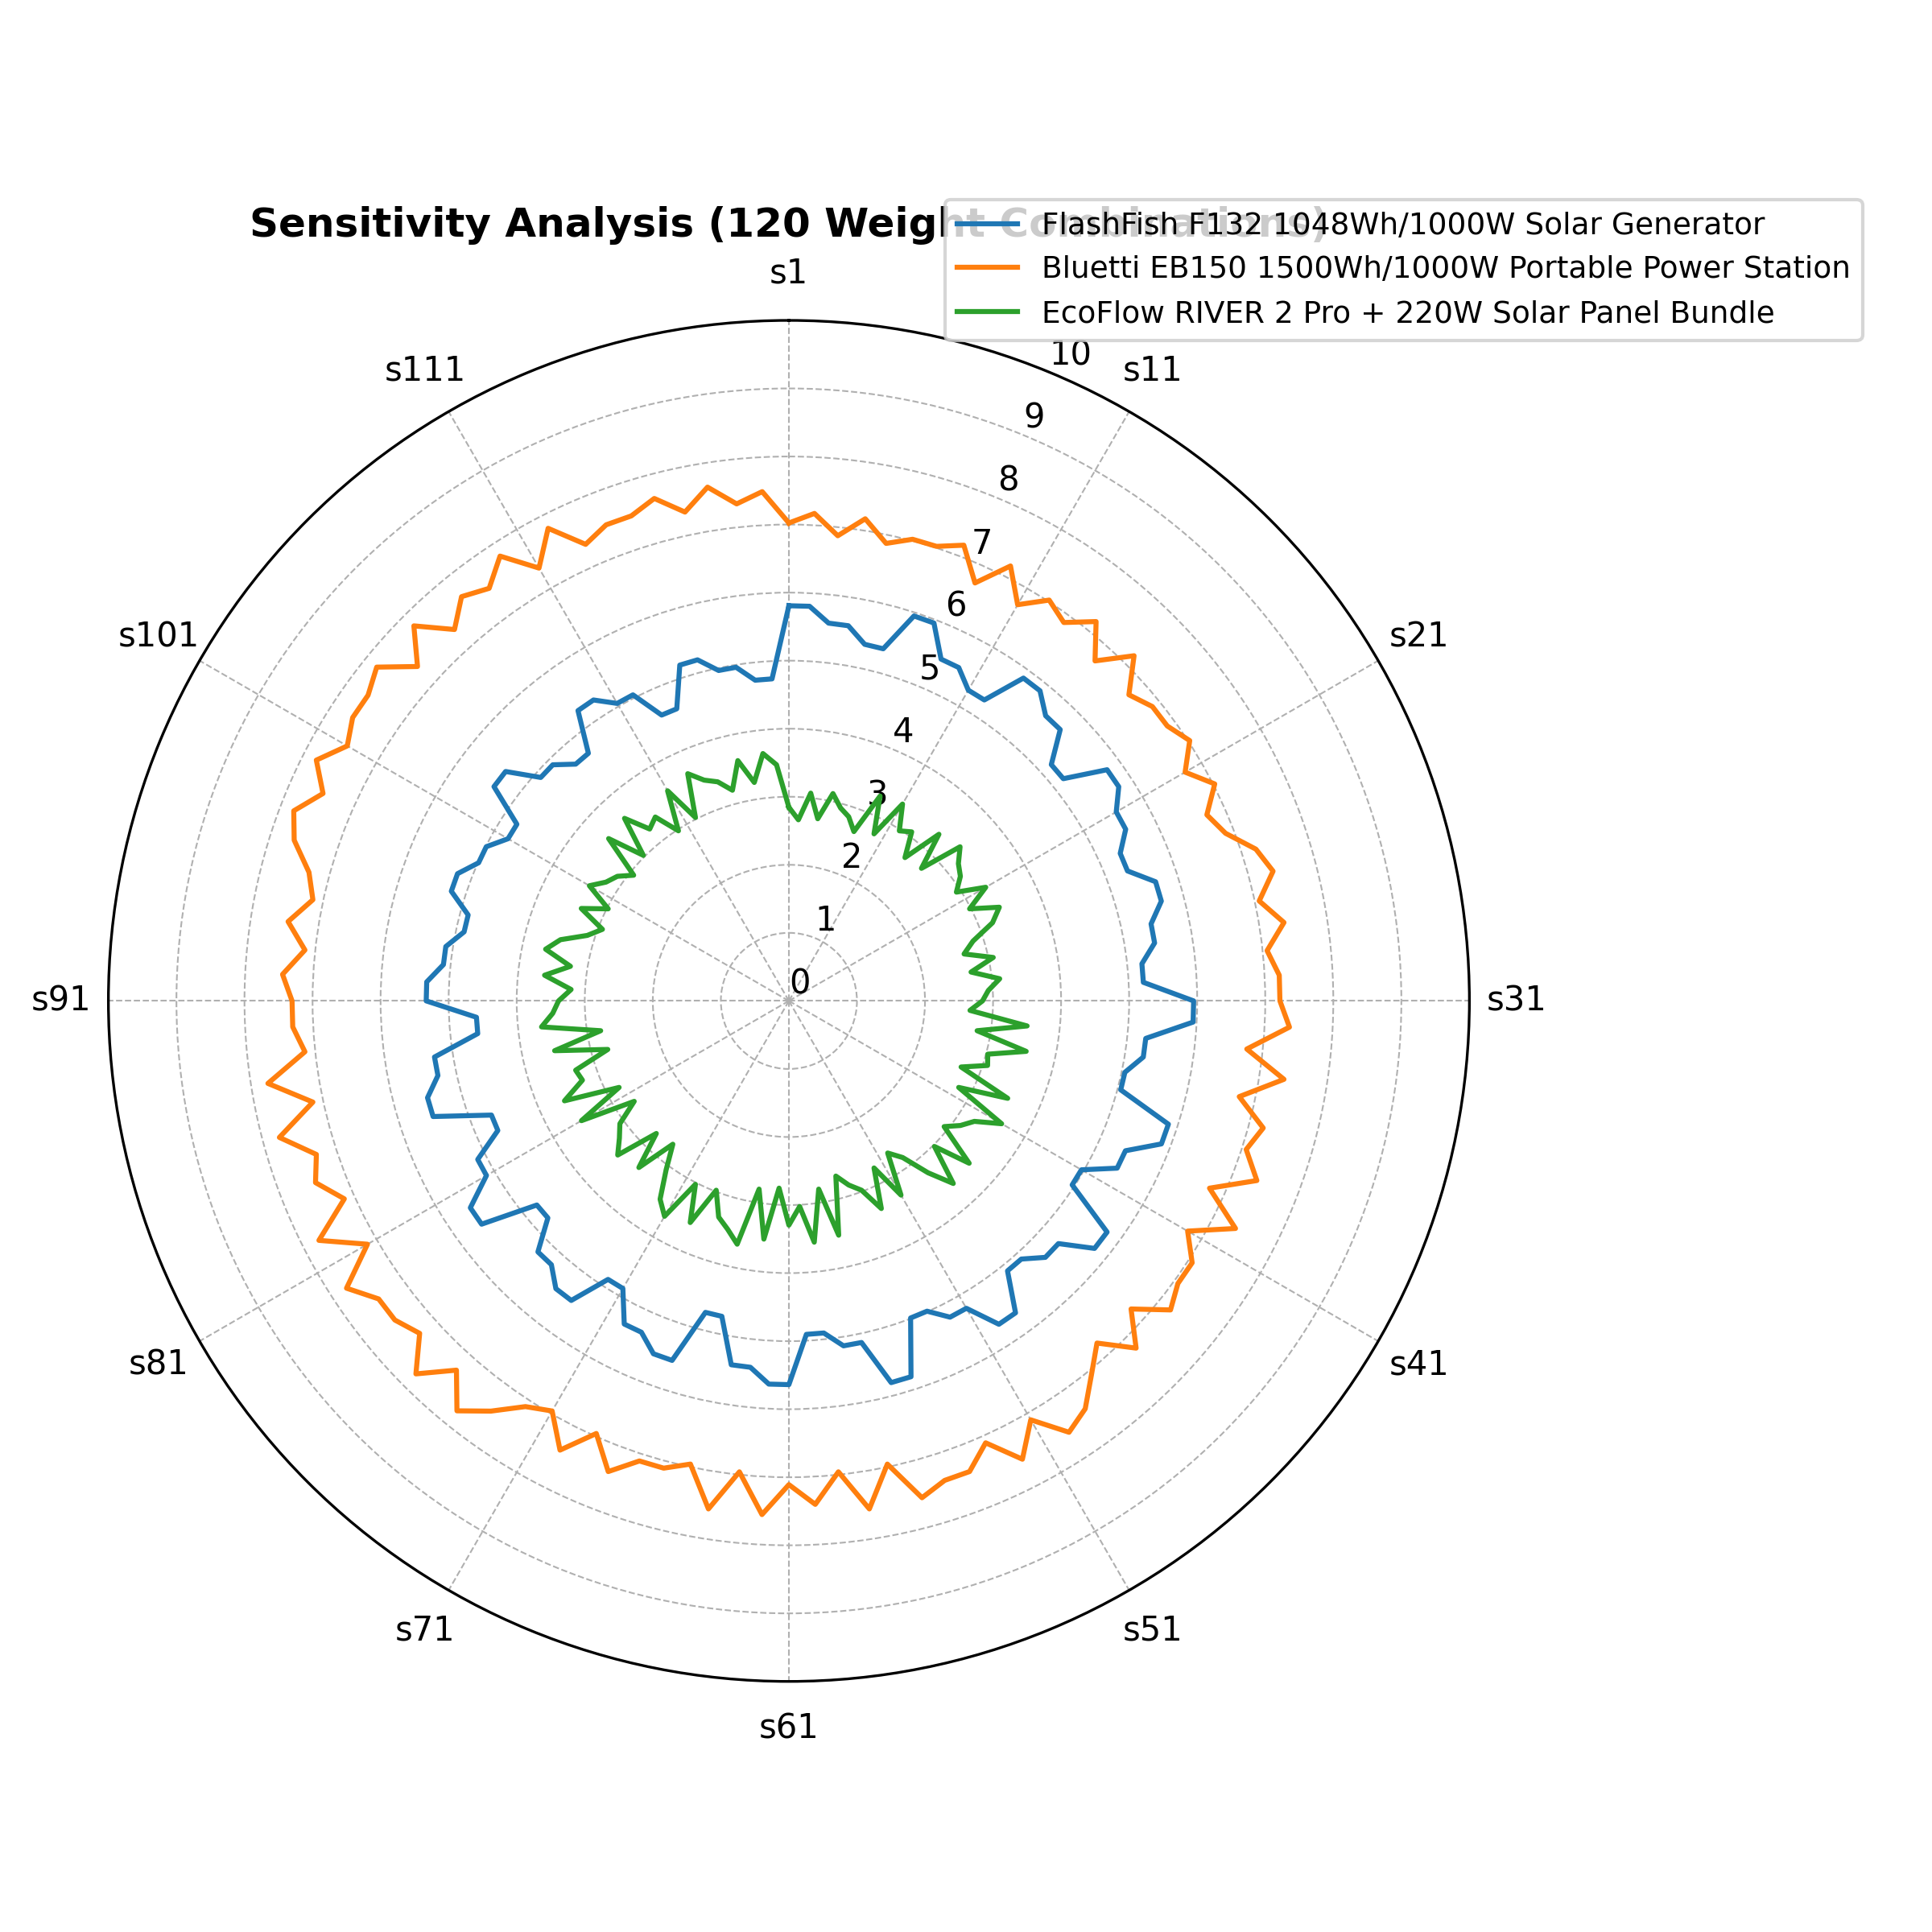 Sensitivity Analysis (120 Weight Combinations)
FlashFish F132 1048Wh/1000W Solar Generator
Bluetti EB150 1500Wh/1000W Portable Power Station
EcoFlow RIVER 2 Pro + 220W Solar Panel Bundle
s1
s11
s21
s31
s41
s51
s61
s71
s81
s91
s101
s111
10
9
8
7
6
5
4
3
2
1
0